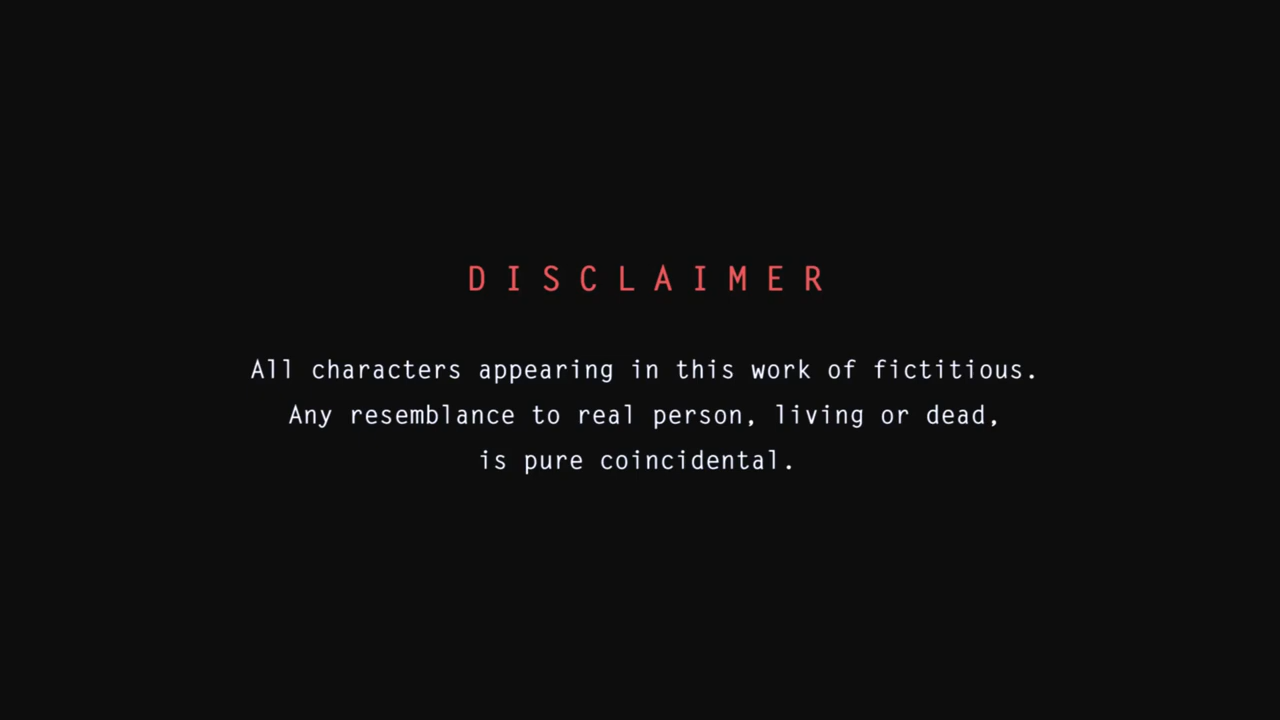 DISCLAIMER
All characters appearing in this work of fictitious.
Any resemblance to real person, living or dead,
is pure coincidental.